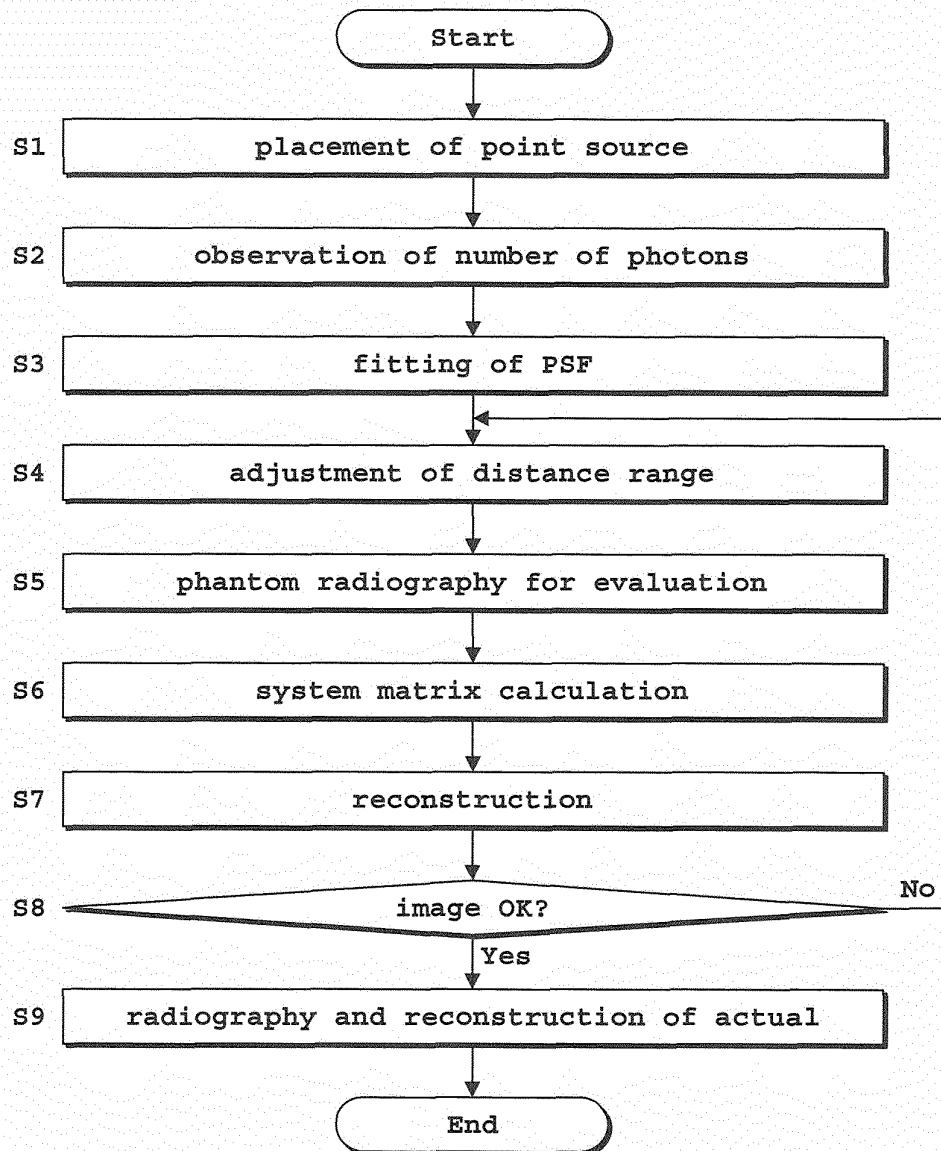 Start
S1 placement of point source
S2 observation of number of photons
S3 fitting of PSF
S4 adjustment of distance range
S5 phantom radiography for evaluation
S6 system matrix calculation
S7 reconstruction
S8 image OK? No
Yes
S9 radiography and reconstruction of actual
End